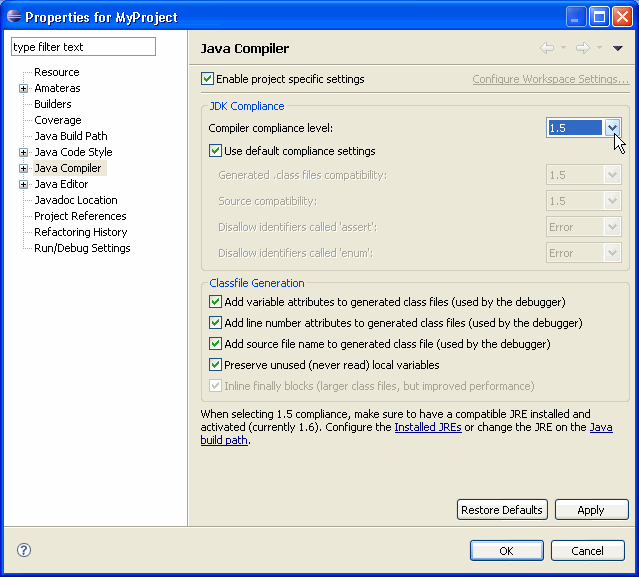 Properties for MyProject
type filter text
Resource
Amateras
Builders
Coverage
Java Build Path
Java Code Style
Java Compiler
Java Editor
Javadoc Location
Project References
Refactoring History
Run/Debug Settings
Java Compiler
Enable project specific settings
Configure Workspace Settings...
JDK Compliance
Compiler compliance level:
1.5
Use default compliance settings
Generated .class files compatibility:
1.5
Source compatibility:
1.5
Disallow identifiers called 'assert':
Error
Disallow identifiers called 'enum':
Error
Classfile Generation
Add variable attributes to generated class files (used by the debugger)
Add line number attributes to generated class files (used by the debugger)
Add source file name to generated class file (used by the debugger)
Preserve unused (never read) local variables
Inline finally blocks (larger class files, but improved performance)
When selecting 1.5 compliance, make sure to have a compatible JRE installed and
activated (currently 1.6). Configure the Installed JREs or change the JRE on the Java
build path.
Restore Defaults
Apply
?
OK
Cancel